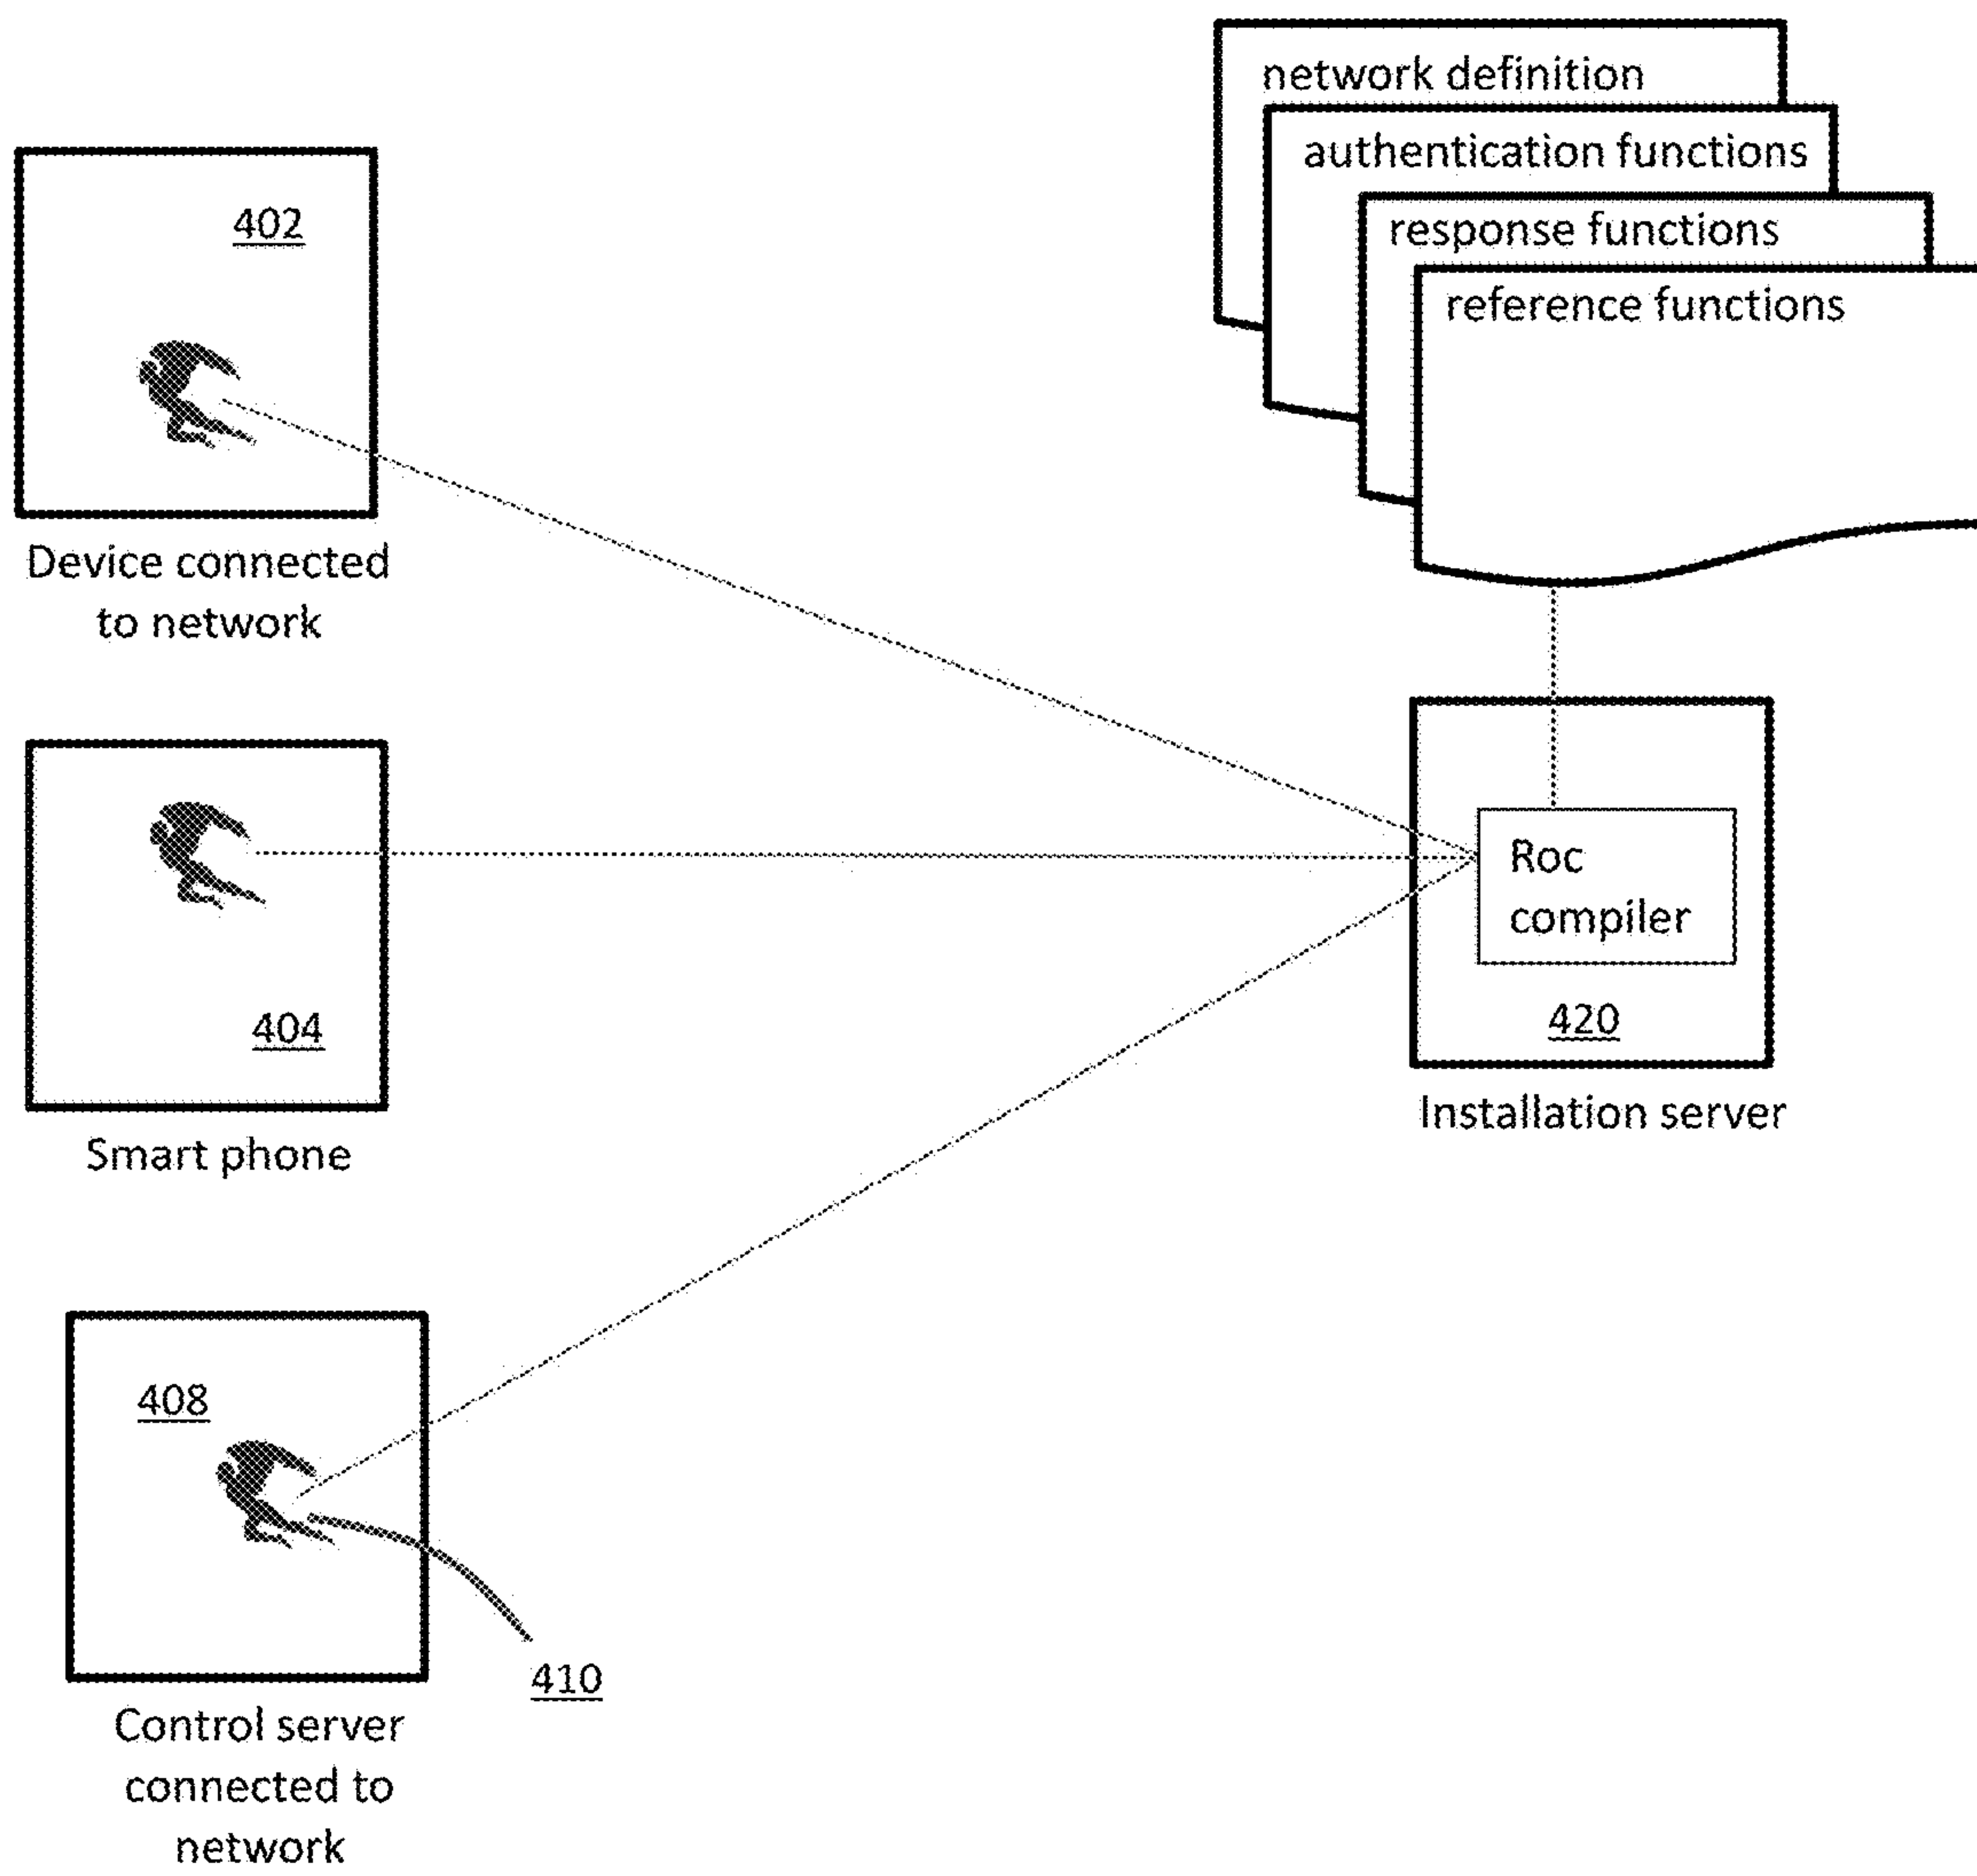 network definition
authentication functions
response functions
reference functions
402
Device connected
to network
404
Smart phone
Roc
compiler
420
Installation server
408
410
Control server
connected to
network